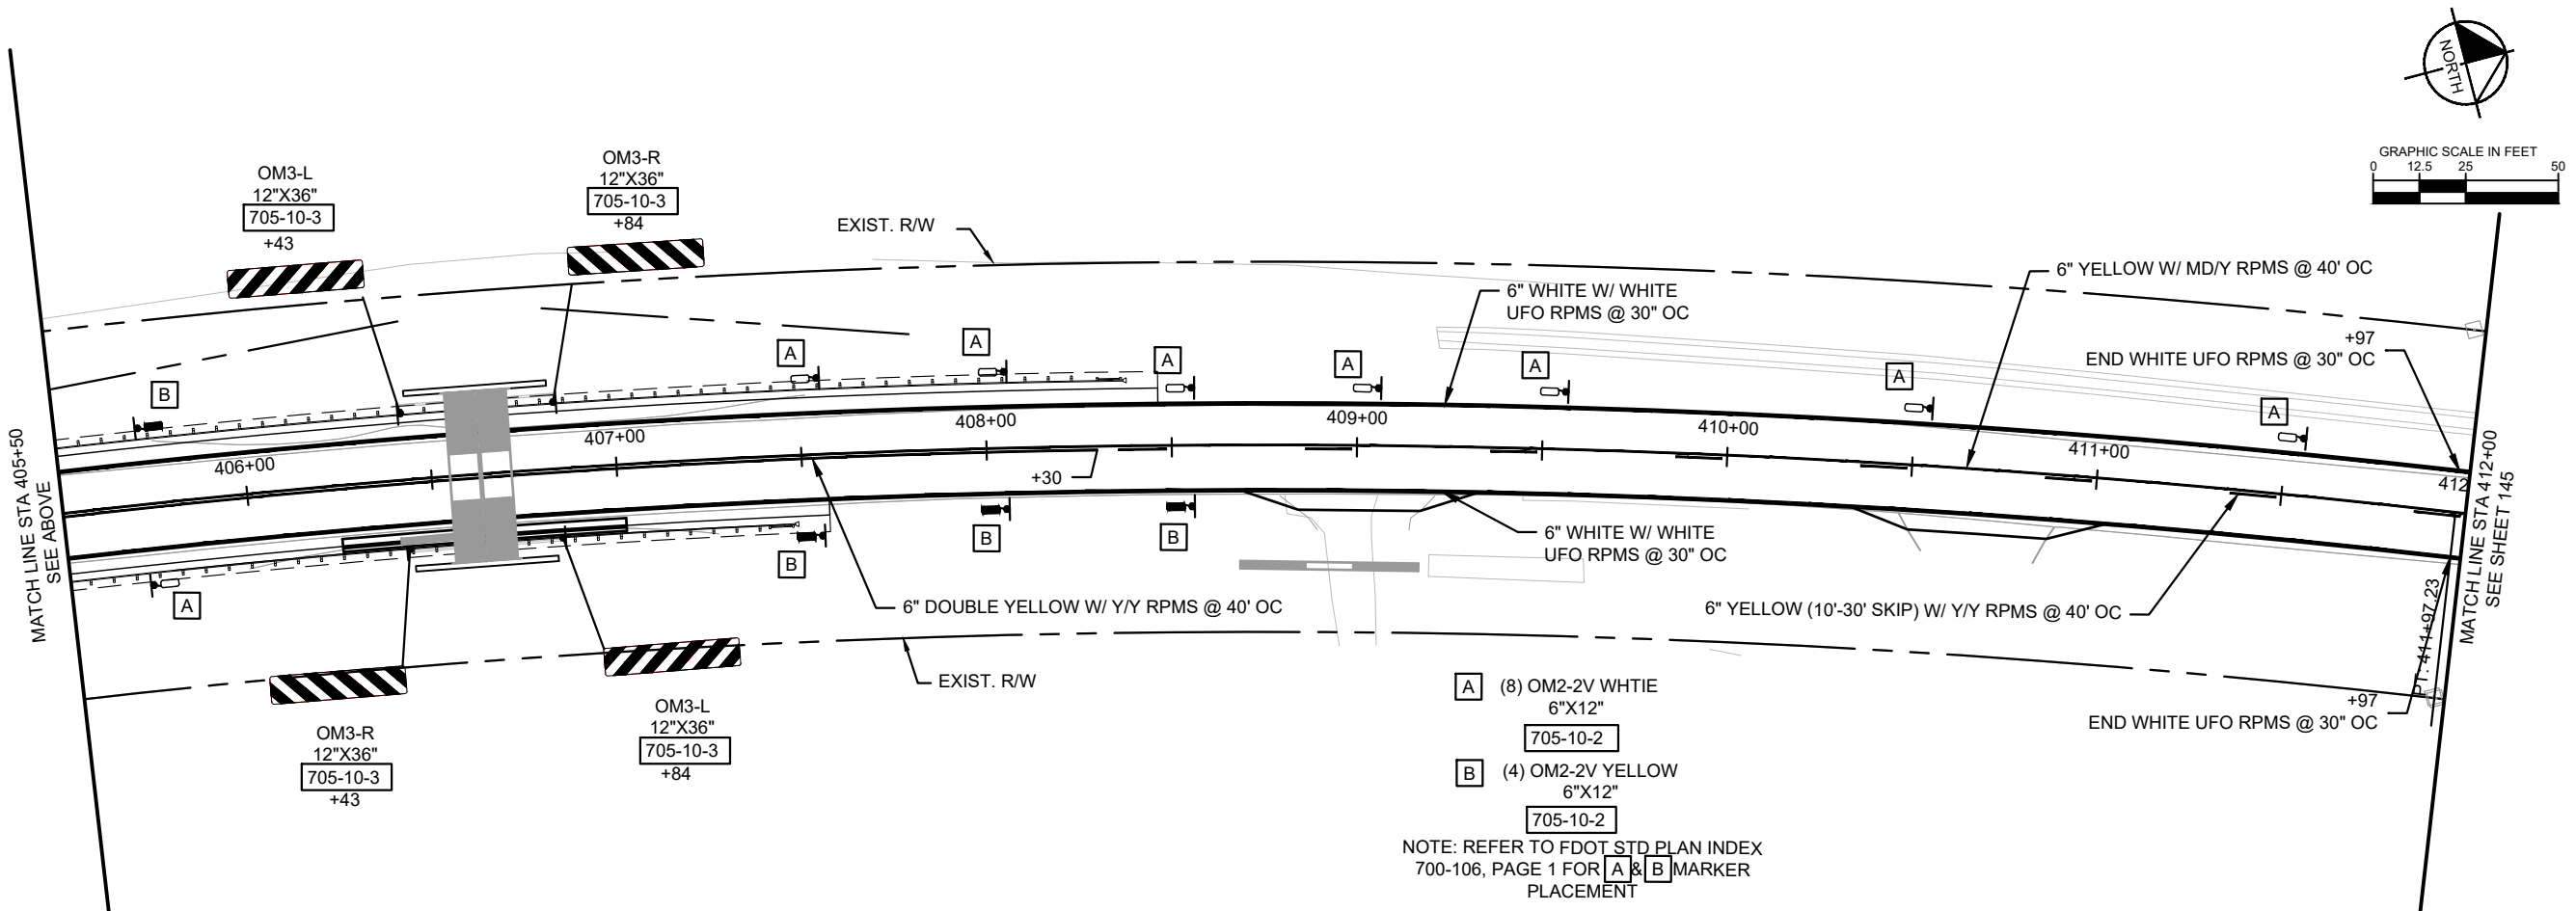 NORTH
GRAPHIC SCALE IN FEET
0 12.5 25 50
OM3-L
12"X36"
705-10-3
+43
OM3-R
12"X36"
705-10-3
+84
EXIST. R/W
6" WHITE W/ WHITE
UFO RPMS @ 30" OC
6" YELLOW W/ MD/Y RPMS @ 40' OC
+97
END WHITE UFO RPMS @ 30" OC
B
A
A
A
A
A
A
A
406+00
407+00
408+00
409+00
410+00
411+00
412
+30
MATCH LINE STA 405+50
SEE ABOVE
MATCH LINE STA 412+00
SEE SHEET 145
A
B
B
B
6" WHITE W/ WHITE
UFO RPMS @ 30" OC
6" DOUBLE YELLOW W/ Y/Y RPMS @ 40' OC
6" YELLOW (10'-30' SKIP) W/ Y/Y RPMS @ 40' OC
PT: 411+97.23
EXIST. R/W
+97
END WHITE UFO RPMS @ 30" OC
OM3-R
12"X36"
705-10-3
+43
OM3-L
12"X36"
705-10-3
+84
A (8) OM2-2V WHTIE
6"X12"
705-10-2
B (4) OM2-2V YELLOW
6"X12"
705-10-2
NOTE: REFER TO FDOT STD PLAN INDEX
700-106, PAGE 1 FOR A & B MARKER
PLACEMENT